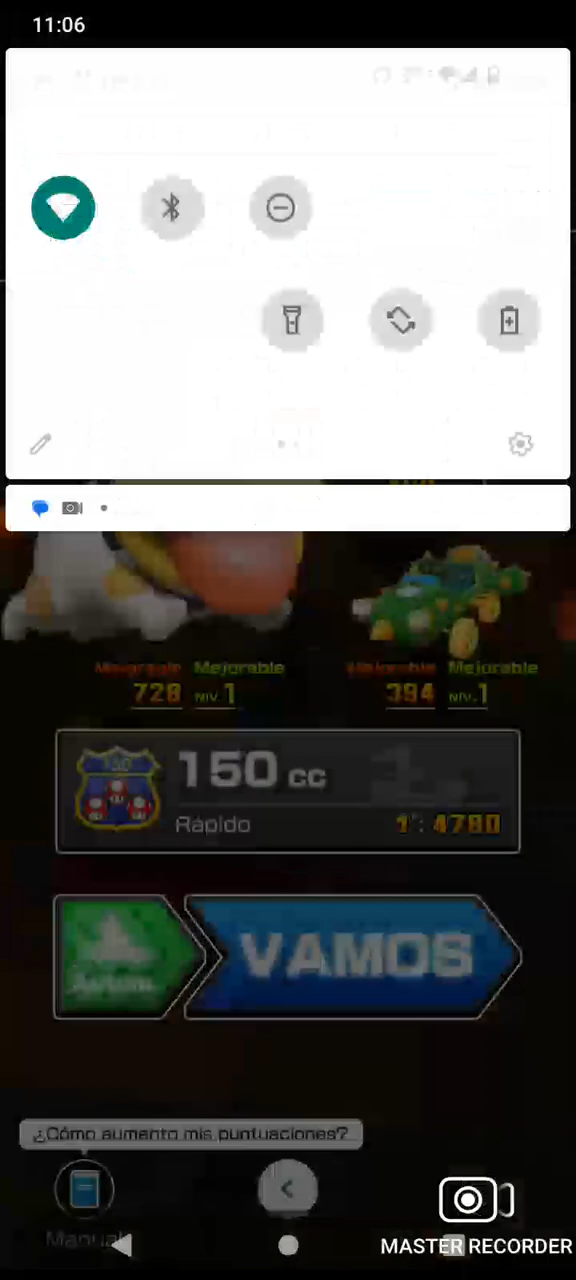 11:06
Mejorable
728 NIV.1
Mejorable
394 NIV.1
150 cc
Rápido
1°: 4780
VAMOS
¿Cómo aumento mis puntuaciones?
Manual
MASTER RECORDER